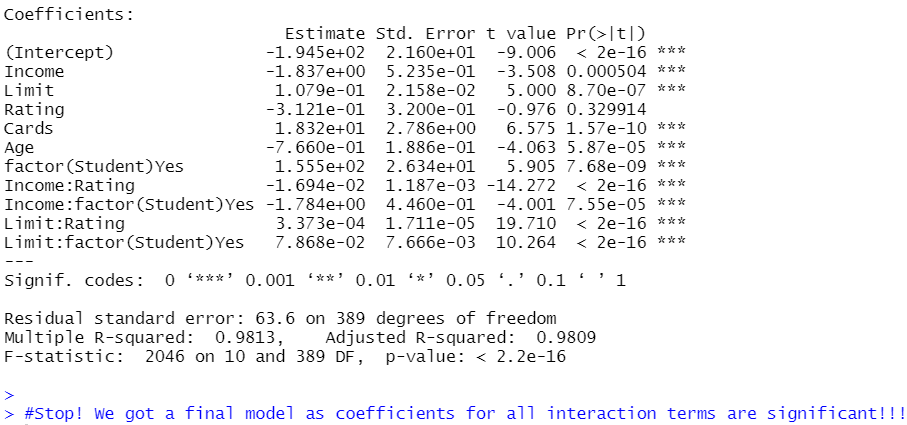 Coefficients:
Estimate Std. Error t value Pr(>|t|)
(Intercept) -1.945e+02 2.160e+01 -9.006 < 2e-16 ***
Income -1.837e+00 5.235e-01 -3.508 0.000504 ***
Limit 1.079e-01 2.158e-02 5.000 8.70e-07 ***
Rating -3.121e-01 3.200e-01 -0.976 0.329914
Cards 1.832e+01 2.786e+00 6.575 1.57e-10 ***
Age -7.660e-01 1.886e-01 -4.063 5.87e-05 ***
factor(Student)Yes 1.555e+02 2.634e+01 5.905 7.68e-09 ***
Income:Rating -1.694e-02 1.187e-03 -14.272 < 2e-16 ***
Income:factor(Student)Yes -1.784e+00 4.460e-01 -4.001 7.55e-05 ***
Limit:Rating 3.373e-04 1.711e-05 19.710 < 2e-16 ***
Limit:factor(Student)Yes 7.868e-02 7.666e-03 10.264 < 2e-16 ***
---
Signif. codes: 0 ‘***’ 0.001 ‘**’ 0.01 ‘*’ 0.05 ‘.’ 0.1 ‘ ’ 1
Residual standard error: 63.6 on 389 degrees of freedom
Multiple R-squared: 0.9813, Adjusted R-squared: 0.9809
F-statistic: 2046 on 10 and 389 DF, p-value: < 2.2e-16
>
> #Stop! We got a final model as coefficients for all interaction terms are significant!!!